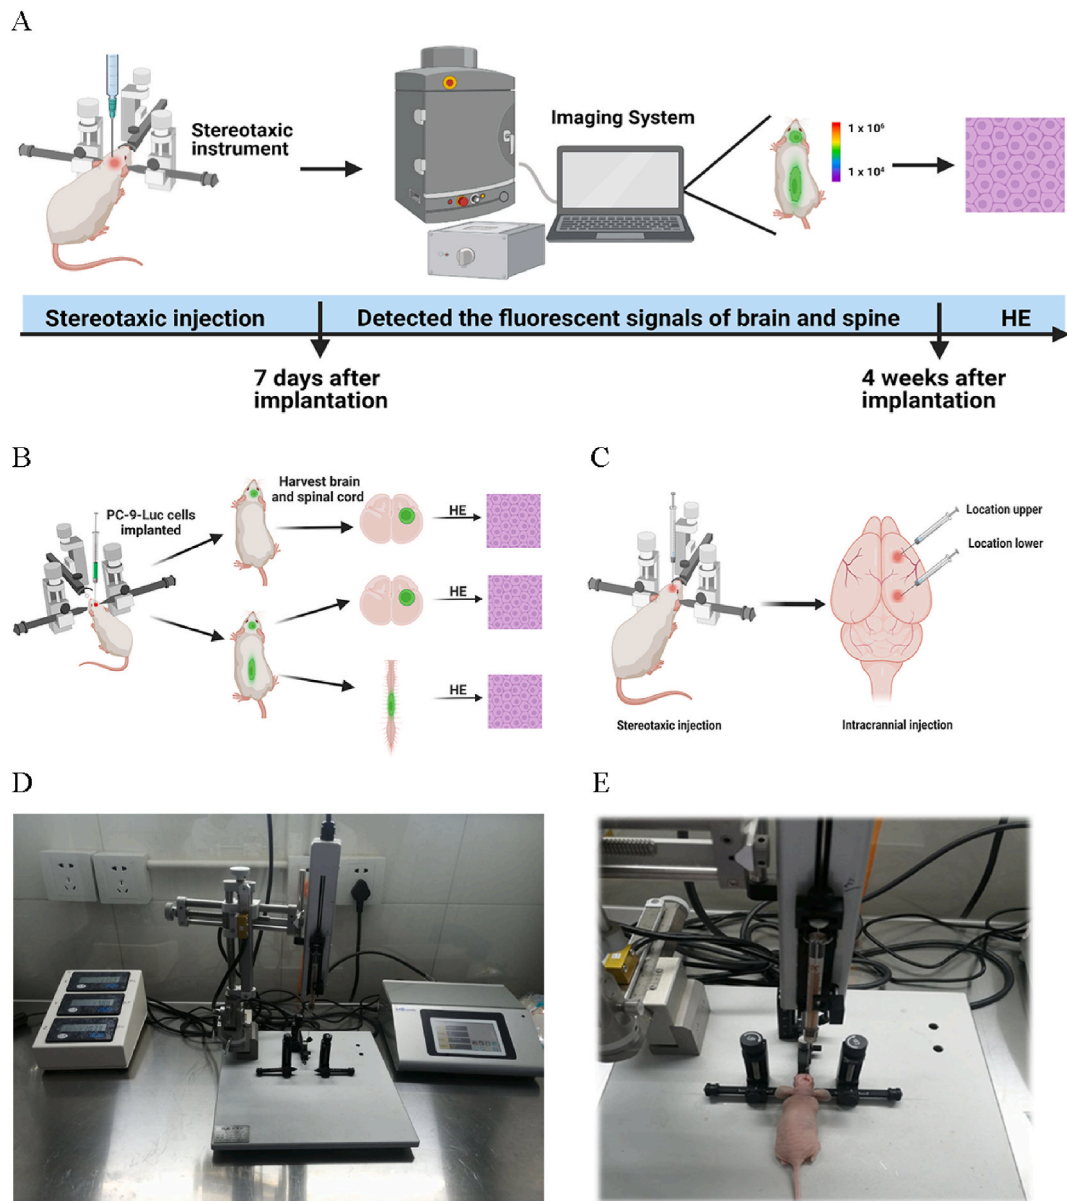 A
Stereotaxic
instrument
Imaging System
1 x 10⁶
1 x 10⁴
Stereotaxic injection
Detected the fluorescent signals of brain and spine
HE
7 days after
implantation
4 weeks after
implantation
B
PC-9-Luc cells
implanted
Harvest brain
and spinal cord
HE
HE
HE
C
Location upper
Location lower
Stereotaxic injection
Intracrannial injection
D
E